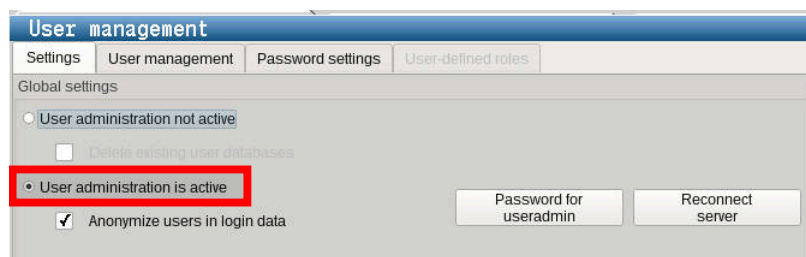 User management
Settings User management Password settings User-defined roles
Global settings
User administration not active
Delete existing user databases
User administration is active
Anonymize users in login data
Password for
useradmin
Reconnect
server